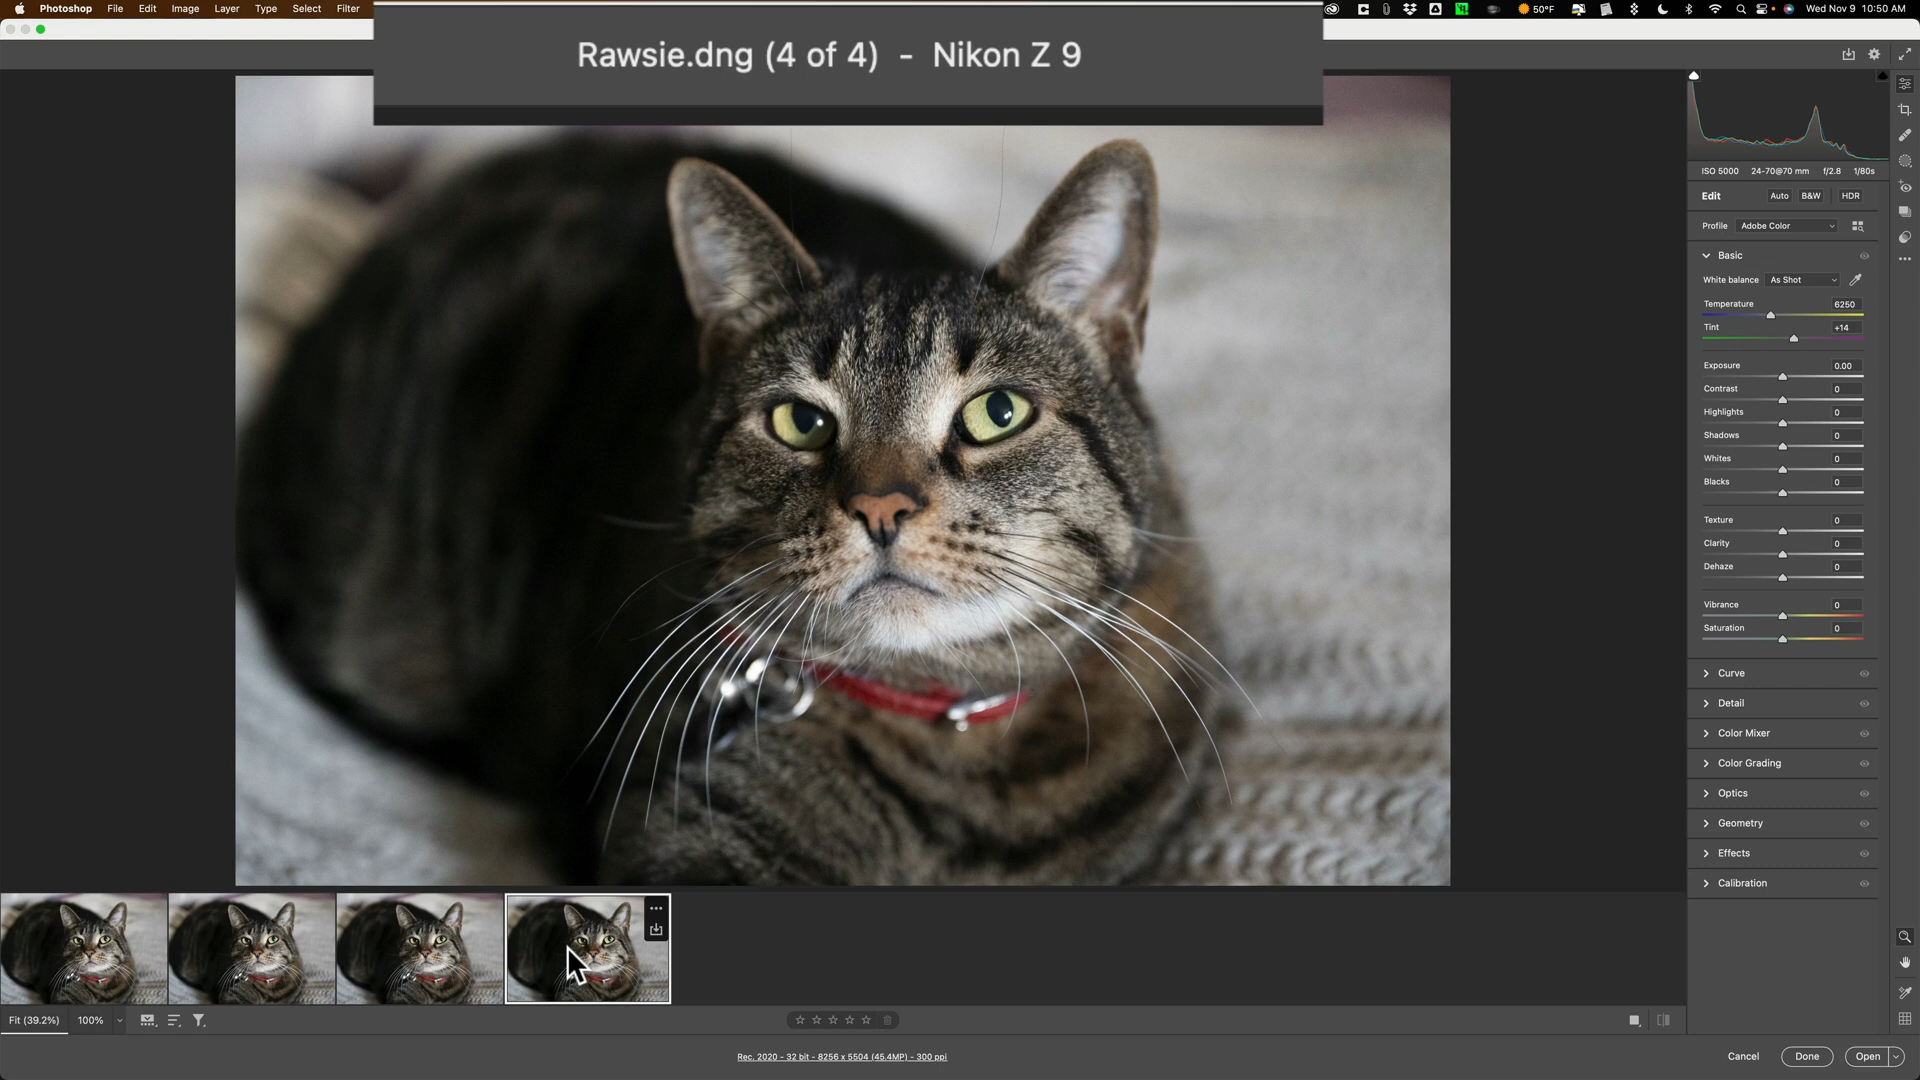 Photoshop File Edit Image Layer Type Select Filter
50°F Wed Nov 9 10:50 AM
Rawsie.dng (4 of 4) - Nikon Z 9
ISO 5000 24-70@70 mm f/2.8 1/80s
Edit Auto B&W HDR
Profile Adobe Color
Basic
White balance As Shot
Temperature 6250
Tint +14
Exposure 0.00
Contrast 0
Highlights 0
Shadows 0
Whites 0
Blacks 0
Texture 0
Clarity 0
Dehaze 0
Vibrance 0
Saturation 0
Curve
Detail
Color Mixer
Color Grading
Optics
Geometry
Effects
Calibration
Fit (39.2%) 100%
Rec. 2020 - 32 bit - 8256 x 5504 (45.4MP) - 300 ppi
Cancel Done Open